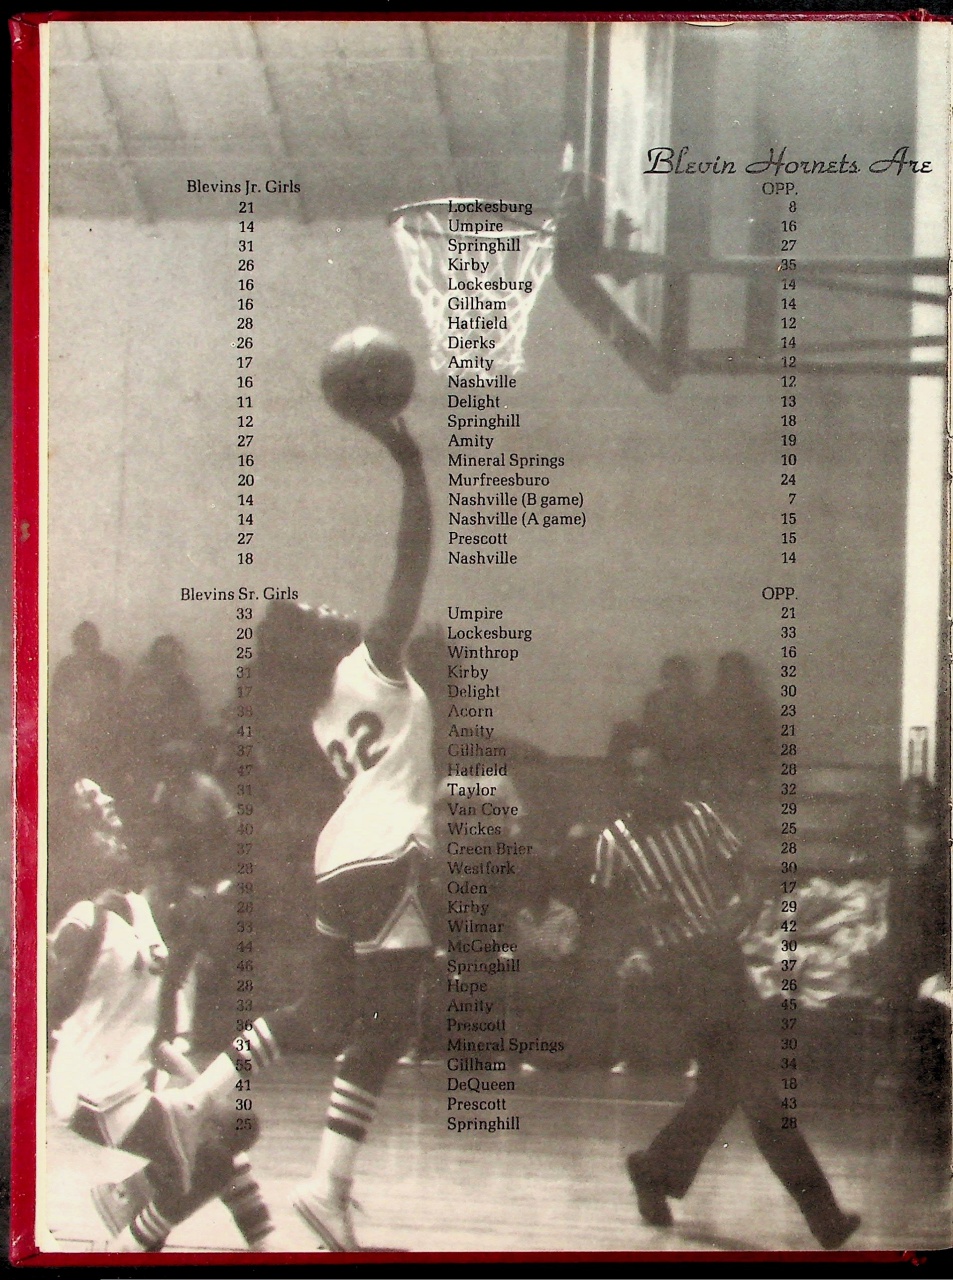 Blevin Hornets Are
Blevins Jr. Girls OPP.
21 Lockesburg 8
14 Umpire 16
31 Springhill 27
26 Kirby 35
16 Lockesburg 14
16 Gillham 14
28 Hatfield 12
26 Dierks 14
17 Amity 12
16 Nashville 12
11 Delight 13
12 Springhill 18
27 Amity 19
16 Mineral Springs 10
20 Murfreesburo 24
14 Nashville (B game) 7
14 Nashville (A game) 15
27 Prescott 15
18 Nashville 14
Blevins Sr. Girls OPP.
33 Umpire 21
20 Lockesburg 33
25 Winthrop 16
31 Kirby 32
17 Delight 30
38 Acorn 23
41 Amity 21
37 Gillham 28
47 Hatfield 28
31 Taylor 32
59 Van Cove 29
40 Wickes 25
37 Green Brier 28
28 Westfork 30
39 Oden 17
26 Kirby 29
33 Wilmar 42
44 McGehee 30
46 Springhill 37
28 Hope 26
33 Amity 45
36 Prescott 37
31 Mineral Springs 30
55 Gillham 34
41 DeQueen 18
30 Prescott 43
25 Springhill 28
32